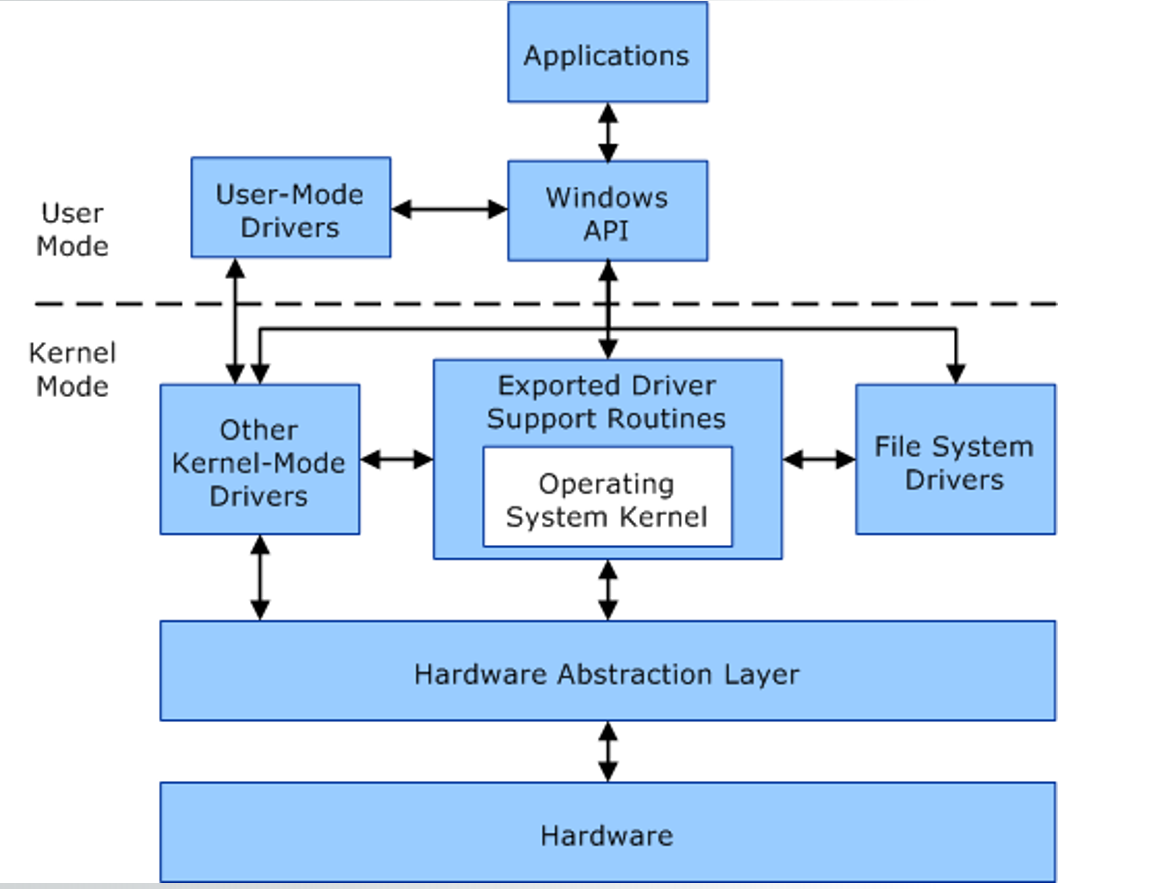 Applications
User-Mode
Drivers
Windows
API
User
Mode
Kernel
Mode
Exported Driver
Support Routines
Other
Kernel-Mode
Drivers
Operating
System Kernel
File System
Drivers
Hardware Abstraction Layer
Hardware